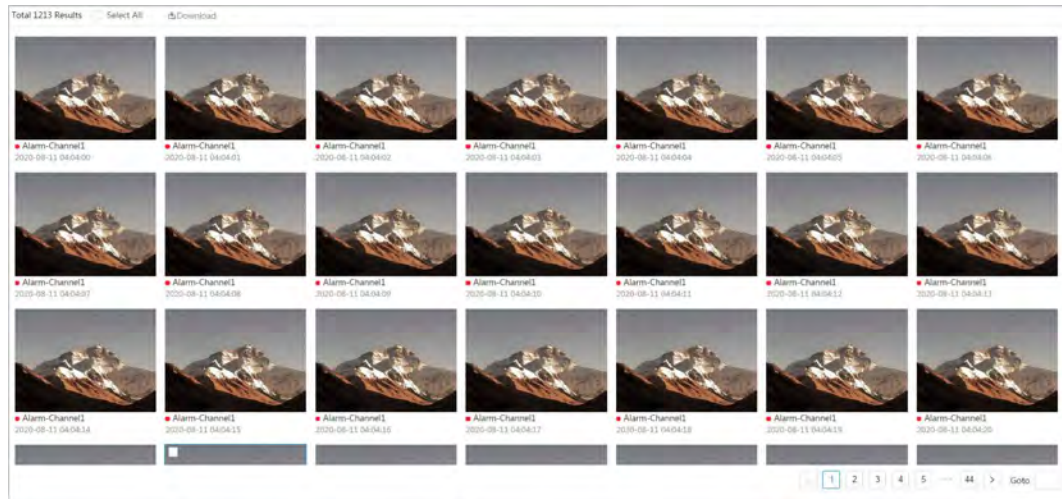 Total 1213 Results Select All Download
Alarm-Channel1 Alarm-Channel1 Alarm-Channel1 Alarm-Channel1 Alarm-Channel1 Alarm-Channel1 Alarm-Channel1
2020-08-11 04:04:00 2020-08-11 04:04:01 2020-08-11 04:04:02 2020-08-11 04:04:03 2020-08-11 04:04:04 2020-08-11 04:04:05 2020-08-11 04:04:06
Alarm-Channel1 Alarm-Channel1 Alarm-Channel1 Alarm-Channel1 Alarm-Channel1 Alarm-Channel1 Alarm-Channel1
2020-08-11 04:04:07 2020-08-11 04:04:08 2020-08-11 04:04:09 2020-08-11 04:04:10 2020-08-11 04:04:11 2020-08-11 04:04:12 2020-08-11 04:04:13
Alarm-Channel1 Alarm-Channel1 Alarm-Channel1 Alarm-Channel1 Alarm-Channel1 Alarm-Channel1 Alarm-Channel1
2020-08-11 04:04:14 2020-08-11 04:04:15 2020-08-11 04:04:16 2020-08-11 04:04:17 04:04:18 2020-08-11 04:04:19 2020-08-11 04:04:20
1 2 3 4 5 44 > Goto